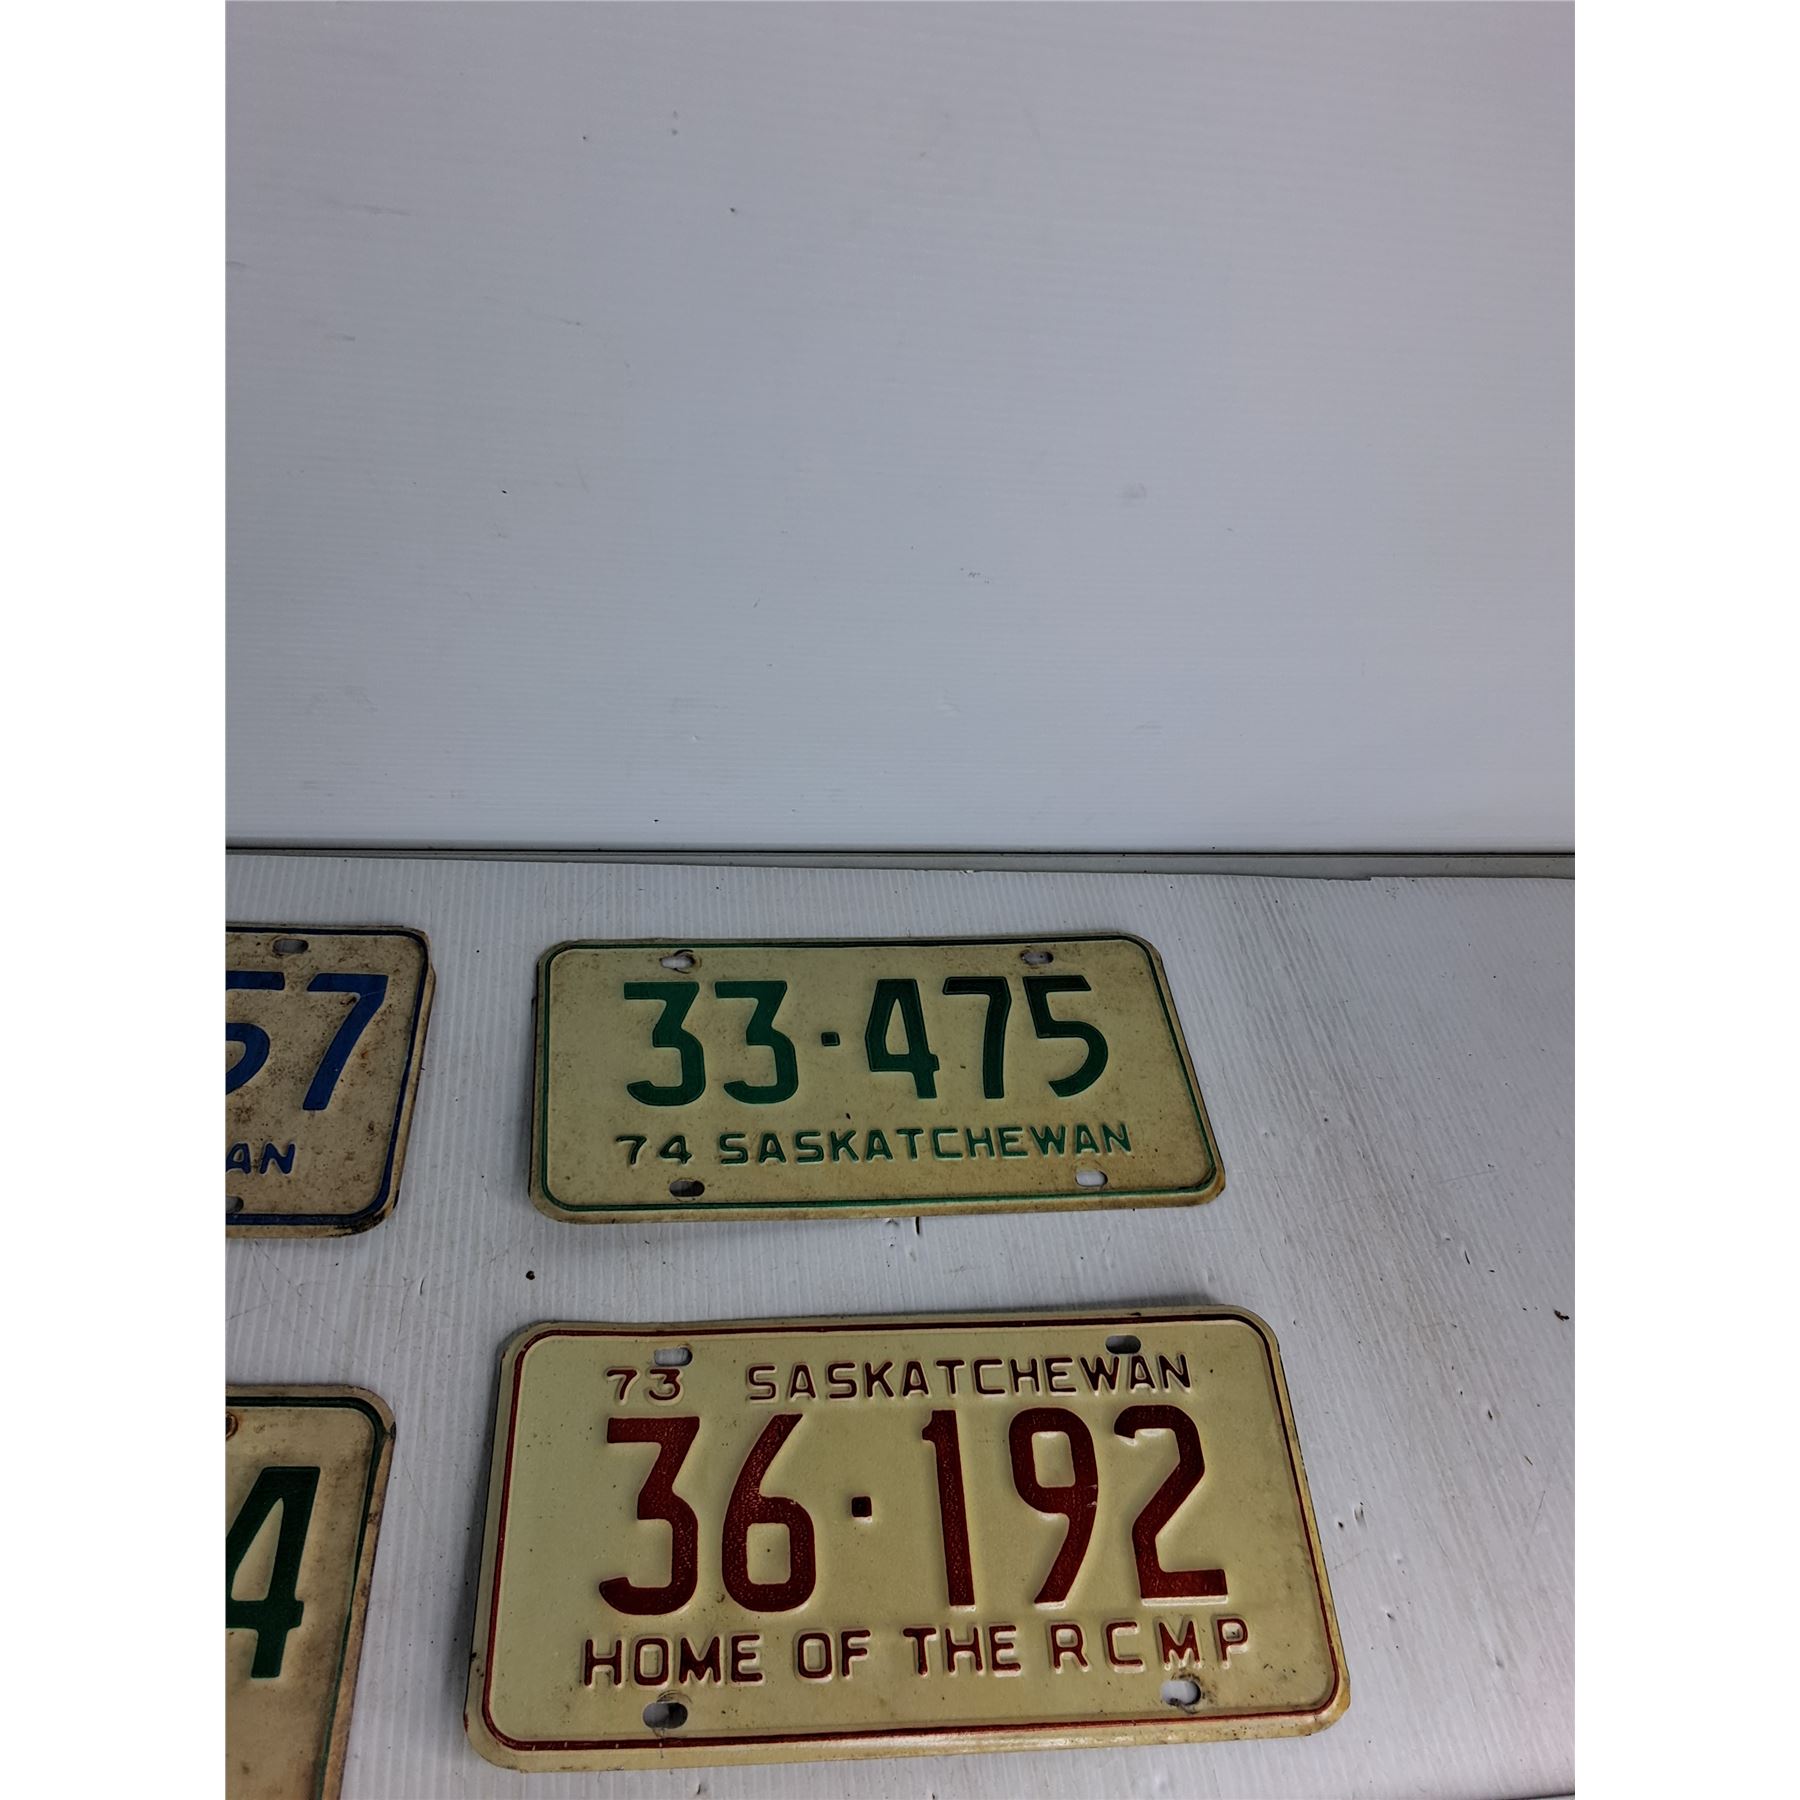 57
AN
33·475
74 SASKATCHEWAN
4
73 SASKATCHEWAN
36·192
HOME OF THE RCMP